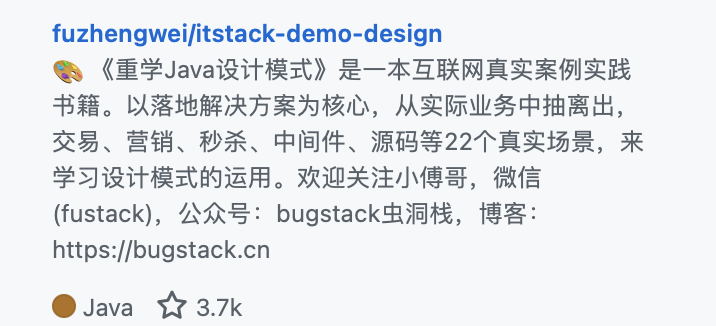 fuzhengwei/itstack-demo-design
🎨 《重学Java设计模式》是一本互联网真实案例实践
书籍。以落地解决方案为核心，从实际业务中抽离出，
交易、营销、秒杀、中间件、源码等22个真实场景，来
学习设计模式的运用。欢迎关注小傅哥，微信
(fustack)，公众号：bugstack虫洞栈，博客：
https://bugstack.cn
Java 3.7k